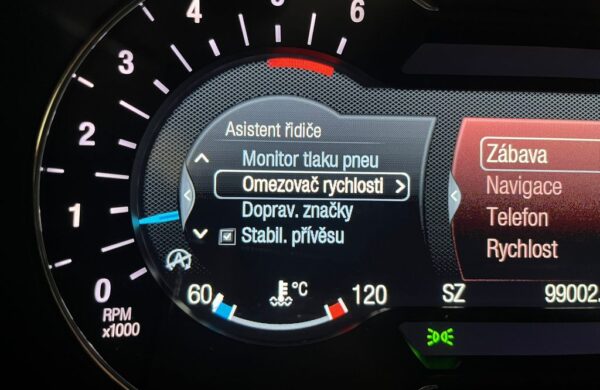 6
5
4
3
2
1
0
RPM
x1000
Asistent řidiče
Monitor tlaku pneu
Omezovač rychlosti
Doprav. značky
Stabil. přívěsu
A
60
°C
120
Zábava
Navigace
Telefon
Rychlost
SZ
99002.